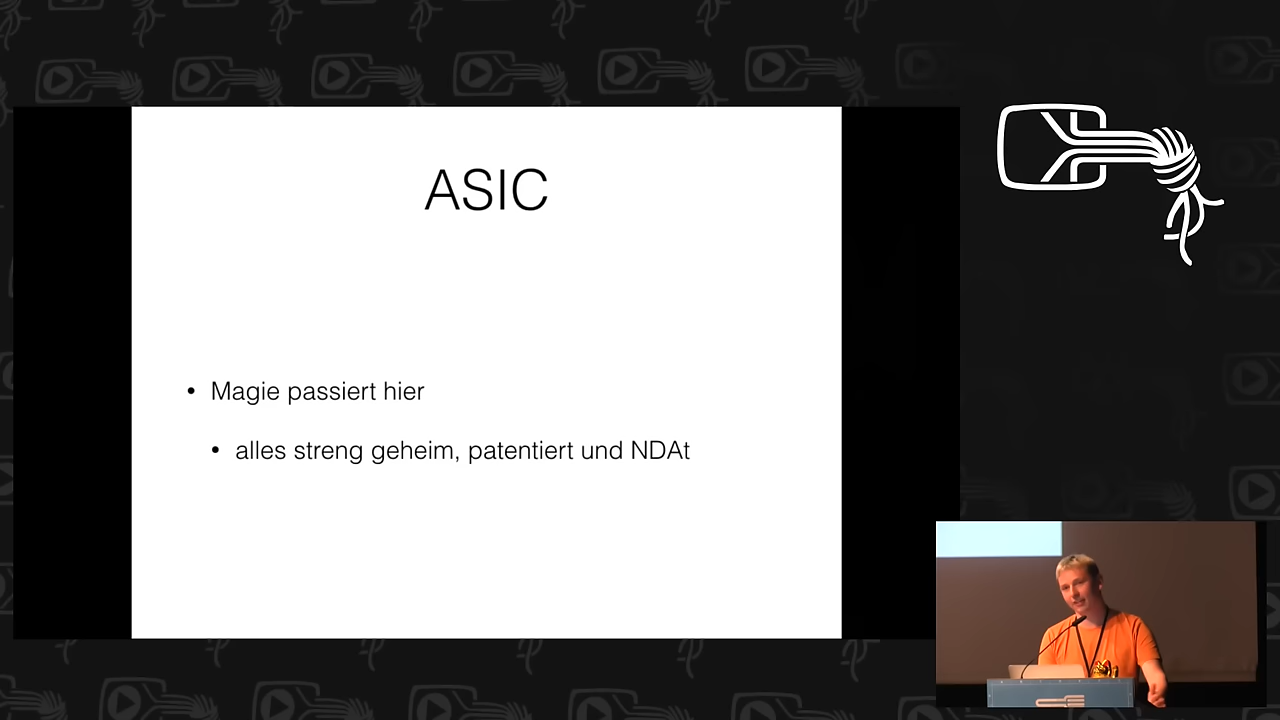 ASIC
• Magie passiert hier
• alles streng geheim, patentiert und NDAt